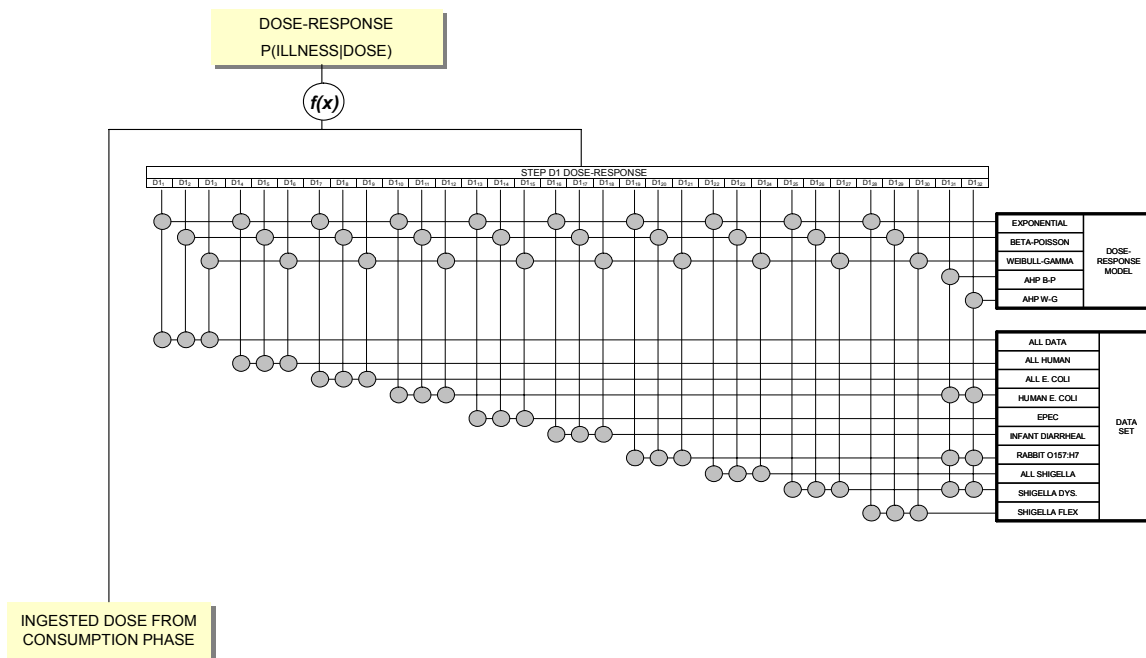 DOSE-RESPONSE
P(ILLNESS|DOSE)
f(x)
STEP D1 DOSE-RESPONSE
D1₁ D1₂ D1₃ D1₄ D1₅ D1₆ D1₇ D1₈ D1₉ D1₁₀ D1₁₁ D1₁₂ D1₁₃ D1₁₄ D1₁₅ D1₁₆ D1₁₇ D1₁₈ D1₁₉ D1₂₀ D1₂₁ D1₂₂ D1₂₃ D1₂₄ D1₂₅ D1₂₆ D1₂₇ D1₂₈ D1₂₉ D1₃₀ D1₃₁ D1₃₂
EXPONENTIAL
BETA-POISSON
WEIBULL-GAMMA
AHP B-P
AHP W-G
DOSE-
RESPONSE
MODEL
ALL DATA
ALL HUMAN
ALL E. COLI
HUMAN E. COLI
EPEC
INFANT DIARRHEAL
RABBIT O157:H7
ALL SHIGELLA
SHIGELLA DYS.
SHIGELLA FLEX
DATA
SET
INGESTED DOSE FROM
CONSUMPTION PHASE